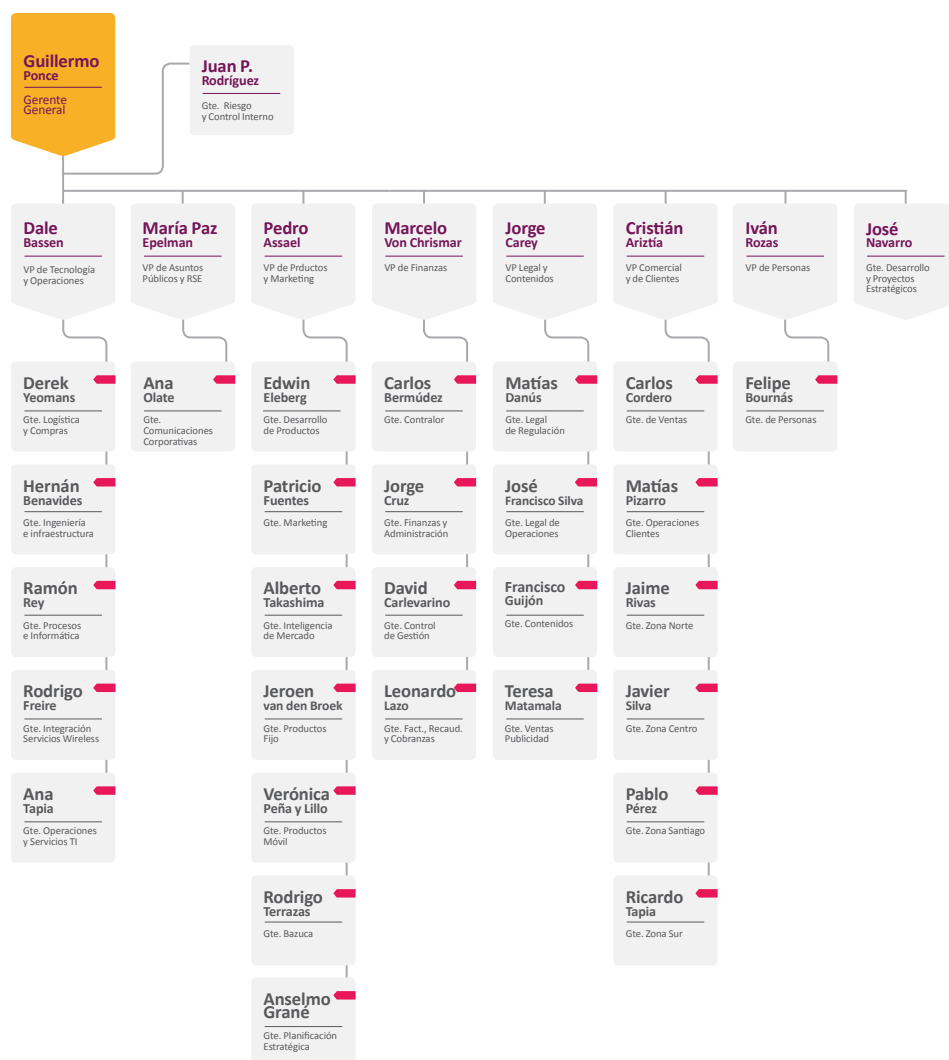 Guillermo
Ponce
Gerente
General
Juan P.
Rodríguez
Gte. Riesgo
y Control Interno
Dale
Bassen
VP de Tecnología
y Operaciones
María Paz
Epelman
VP de Asuntos
Públicos y RSE
Pedro
Assael
VP de Prductos
y Marketing
Marcelo
Von Chrismar
VP de Finanzas
Jorge
Carey
VP Legal y
Contenidos
Cristián
Ariztía
VP Comercial
y de Clientes
Iván
Rozas
VP de Personas
José
Navarro
Gte. Desarrollo
y Proyectos
Estratégicos
Derek
Yeomans
Gte. Logística
y Compras
Hernán
Benavides
Gte. Ingeniería
e infraestructura
Ramón
Rey
Gte. Procesos
e Informática
Rodrigo
Freire
Gte. Integración
Servicios Wireless
Ana
Tapia
Gte. Operaciones
y Servicios TI
Ana
Olate
Gte.
Comunicaciones
Corporativas
Edwin
Eleberg
Gte. Desarrollo
de Productos
Patricio
Fuentes
Gte. Marketing
Alberto
Takashima
Gte. Inteligencia
de Mercado
Jeroen
van den Broek
Gte. Productos
Fijo
Verónica
Peña y Lillo
Gte. Productos
Móvil
Rodrigo
Terrazas
Gte. Bazuca
Anselmo
Grané
Gte. Planificación
Estratégica
Carlos
Bermúdez
Gte. Contralor
Jorge
Cruz
Gte. Finanzas y
Administración
David
Carlevarino
Gte. Control
de Gestión
Leonardo
Lazo
Gte. Fact., Recaud.
y Cobranzas
Matías
Danús
Gte. Legal
de Regulación
José
Francisco Silva
Gte. Legal de
Operaciones
Francisco
Guijón
Gte. Contenidos
Teresa
Matamala
Gte. Ventas
Publicidad
Carlos
Cordero
Gte. de Ventas
Matías
Pizarro
Gte. Operaciones
Clientes
Jaime
Rivas
Gte. Zona Norte
Javier
Silva
Gte. Zona Centro
Pablo
Pérez
Gte. Zona Santiago
Ricardo
Tapia
Gte. Zona Sur
Felipe
Bournás
Gte. de Personas